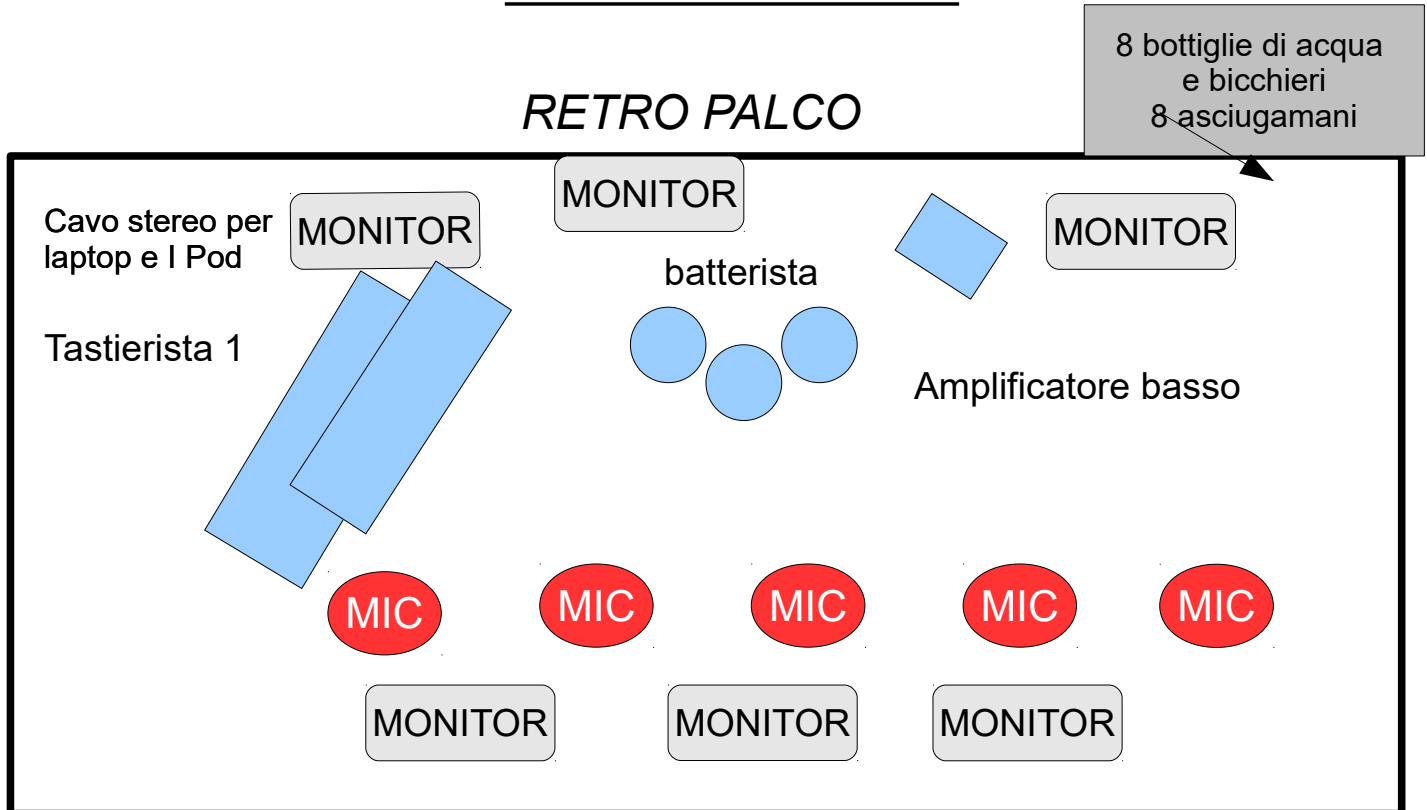 8 bottiglie di acqua
e bicchieri
8 asciugamani
RETRO PALCO
MONITOR
Cavo stereo per
laptop e I Pod
MONITOR
MONITOR
batterista
Tastierista 1
Amplificatore basso
MIC
MIC
MIC
MIC
MIC
MONITOR
MONITOR
MONITOR